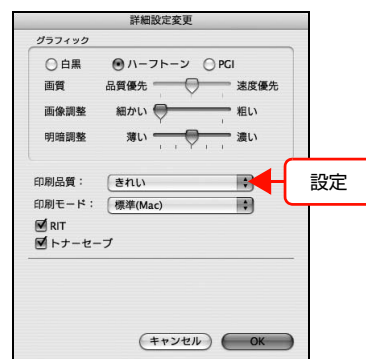 詳細設定変更
グラフィック
白黒 ハーフトーン PGI
画質 品質優先 速度優先
画像調整 細かい 粗い
明暗調整 薄い 濃い
印刷品質： きれい
設定
印刷モード： 標準(Mac)
RIT
トナーセーブ
キャンセル OK